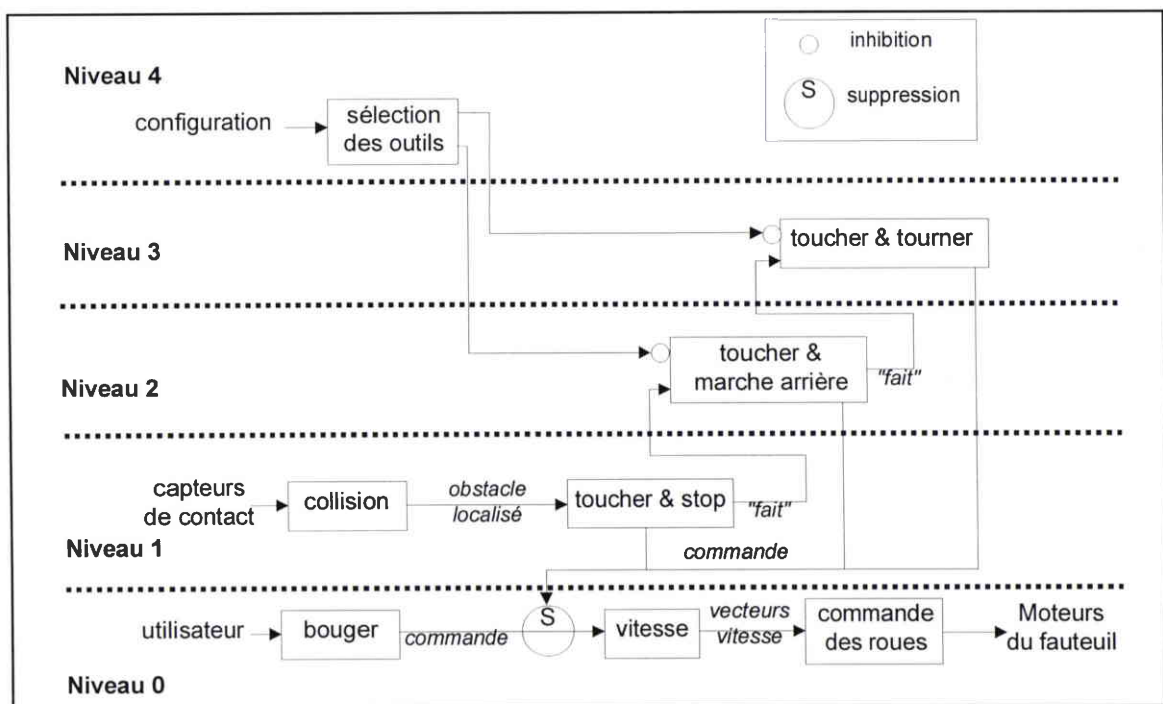 inhibition
S
suppression
Niveau 4
configuration
sélection
des outils
Niveau 3
toucher & tourner
Niveau 2
toucher &
marche arrière
"fait"
capteurs
de contact
collision
obstacle
localisé
toucher & stop
"fait"
Niveau 1
commande
utilisateur
bouger
commande
S
vitesse
vecteurs
vitesse
commande
des roues
Moteurs
du fauteuil
Niveau 0